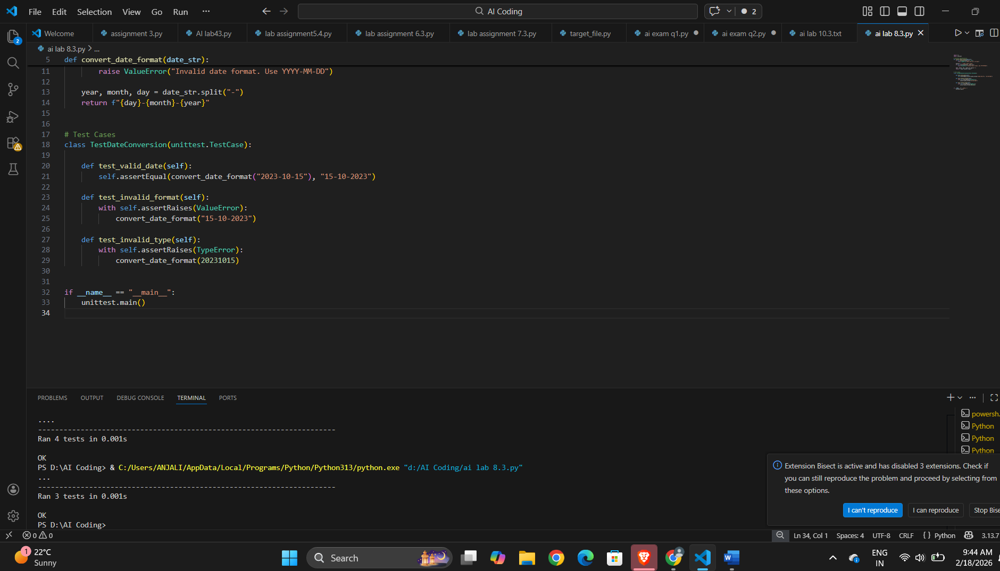 File Edit Selection View Go Run ··· AI Coding 2
Welcome assignment 3.py AI lab43.py lab assignment5.4.py lab assignment 6.3.py lab assignment 7.3.py target_file.py ai exam q1.py ai exam q2.py ai lab 10.3.txt ai lab 8.3.py
ai lab 8.3.py > ...
5 def convert_date_format(date_str):
11 raise ValueError("Invalid date format. Use YYYY-MM-DD")
12
13 year, month, day = date_str.split("-")
14 return f"{day}-{month}-{year}"
15
16
17 # Test Cases
18 class TestDateConversion(unittest.TestCase):
19
20 def test_valid_date(self):
21 self.assertEqual(convert_date_format("2023-10-15"), "15-10-2023")
22
23 def test_invalid_format(self):
24 with self.assertRaises(ValueError):
25 convert_date_format("15-10-2023")
26
27 def test_invalid_type(self):
28 with self.assertRaises(TypeError):
29 convert_date_format(20231015)
30
31
32 if __name__ == "__main__":
33 unittest.main()
34
2
PROBLEMS OUTPUT DEBUG CONSOLE TERMINAL PORTS
....
----------------------------------------------------------------------
Ran 4 tests in 0.001s
OK
PS D:\AI Coding> & C:/Users/ANJALI/AppData/Local/Programs/Python/Python313/python.exe "d:/AI Coding/ai lab 8.3.py"
...
----------------------------------------------------------------------
Ran 3 tests in 0.001s
OK
PS D:\AI Coding>
powersh.
Python
Python
Python
Extension Bisect is active and has disabled 3 extensions. Check if
you can still reproduce the problem and proceed by selecting from
these options.
I can't reproduce I can reproduce Stop Bise
0 0 Ln 34, Col 1 Spaces: 4 UTF-8 CRLF { } Python 3.13.7
1 22°C
Sunny
Search
ENG
IN
9:44 AM
2/18/2026